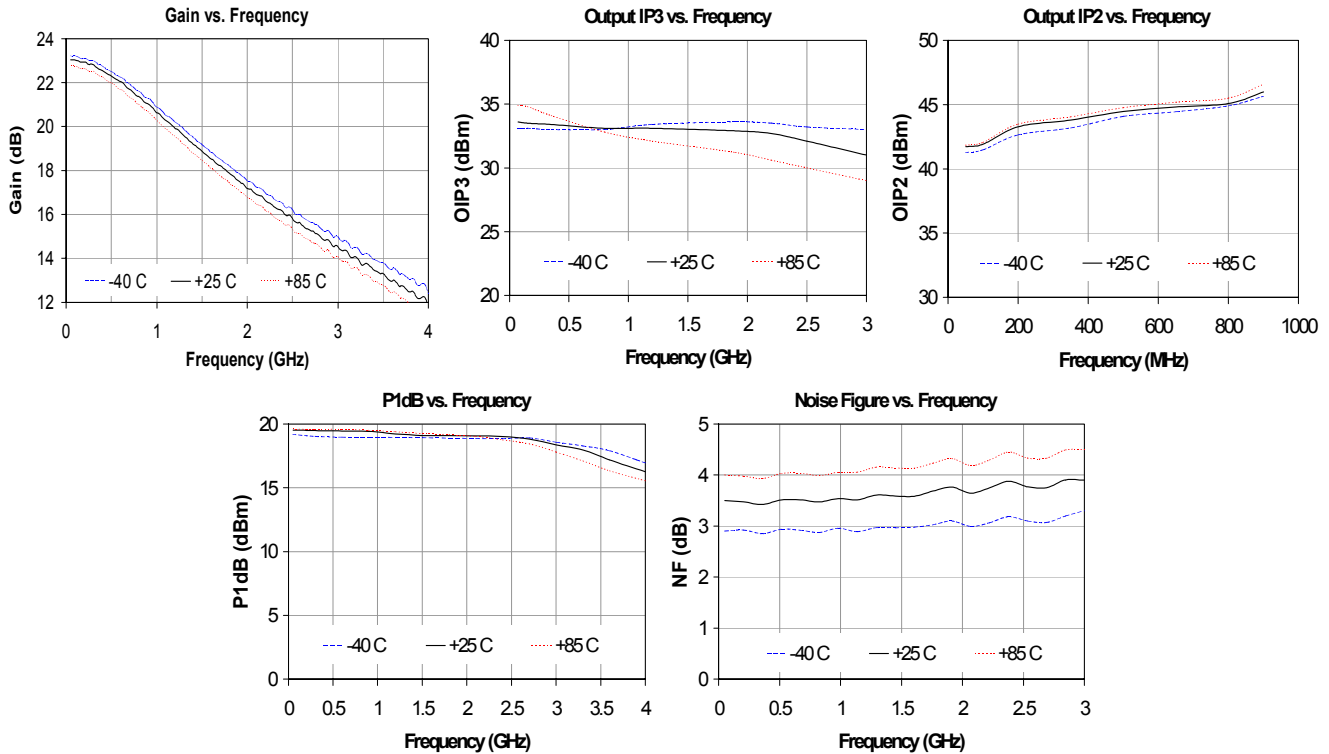 Gain vs. Frequency
Gain (dB)
24
22
20
18
16
14
12
-40 C +25 C +85 C
0 1 2 3 4
Frequency (GHz)
Output IP3 vs. Frequency
OIP3 (dBm)
40
35
30
25
20
-40 C +25 C +85 C
0 0.5 1 1.5 2 2.5 3
Frequency (GHz)
Output IP2 vs. Frequency
OIP2 (dBm)
50
45
40
35
30
-40 C +25 C +85 C
0 200 400 600 800 1000
Frequency (MHz)
P1dB vs. Frequency
P1dB (dBm)
20
15
10
5
0
-40 C +25 C +85 C
0 0.5 1 1.5 2 2.5 3 3.5 4
Frequency (GHz)
Noise Figure vs. Frequency
NF (dB)
5
4
3
2
1
0
-40 C +25 C +85 C
0 0.5 1 1.5 2 2.5 3
Frequency (GHz)